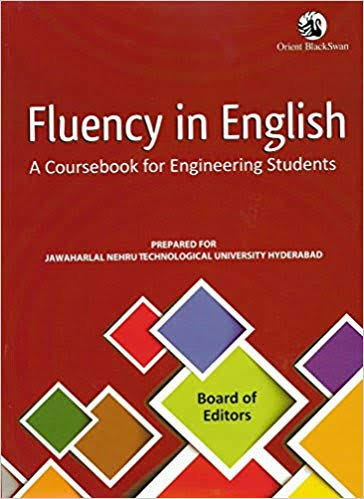 Orient BlackSwan
Fluency in English
A Coursebook for Engineering Students
PREPARED FOR
JAWAHARLAL NEHRU TECHNOLOGICAL UNIVERSITY HYDERABAD
Board of
Editors